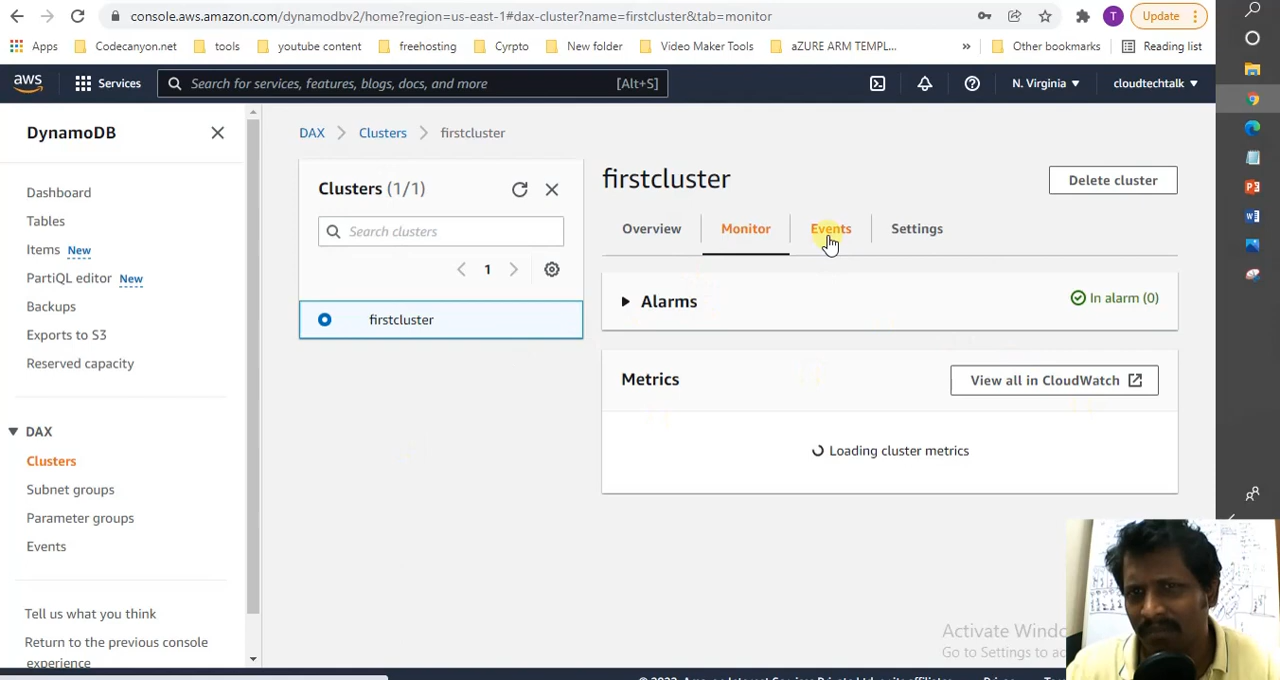 console.aws.amazon.com/dynamodbv2/home?region=us-east-1#dax-cluster?name=firstcluster&tab=monitor
T
Update
Apps
Codecanyon.net
tools
youtube content
freehosting
Cyrpto
New folder
Video Maker Tools
aZURE ARM TEMPL...
»
Other bookmarks
Reading list
aws
Services
Search for services, features, blogs, docs, and more
[Alt+S]
N. Virginia
cloudtechtalk
DynamoDB
Dashboard
Tables
Items New
PartiQL editor New
Backups
Exports to S3
Reserved capacity
DAX
Clusters
Subnet groups
Parameter groups
Events
Tell us what you think
Return to the previous console
experience
DAX > Clusters > firstcluster
Clusters (1/1)
Search clusters
1
firstcluster
firstcluster
Delete cluster
Overview
Monitor
Events
Settings
Alarms
In alarm (0)
Metrics
View all in CloudWatch
Loading cluster metrics
Activate Windo
Go to Settings to ac